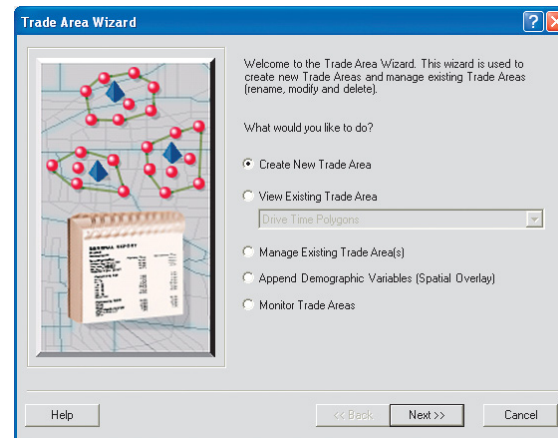 Trade Area Wizard
Welcome to the Trade Area Wizard. This wizard is used to
create new Trade Areas and manage existing Trade Areas
(rename, modify and delete).
What would you like to do?
Create New Trade Area
View Existing Trade Area
Drive Time Polygons
Manage Existing Trade Area(s)
Append Demographic Variables (Spatial Overlay)
Monitor Trade Areas
Help
<< Back
Next >>
Cancel